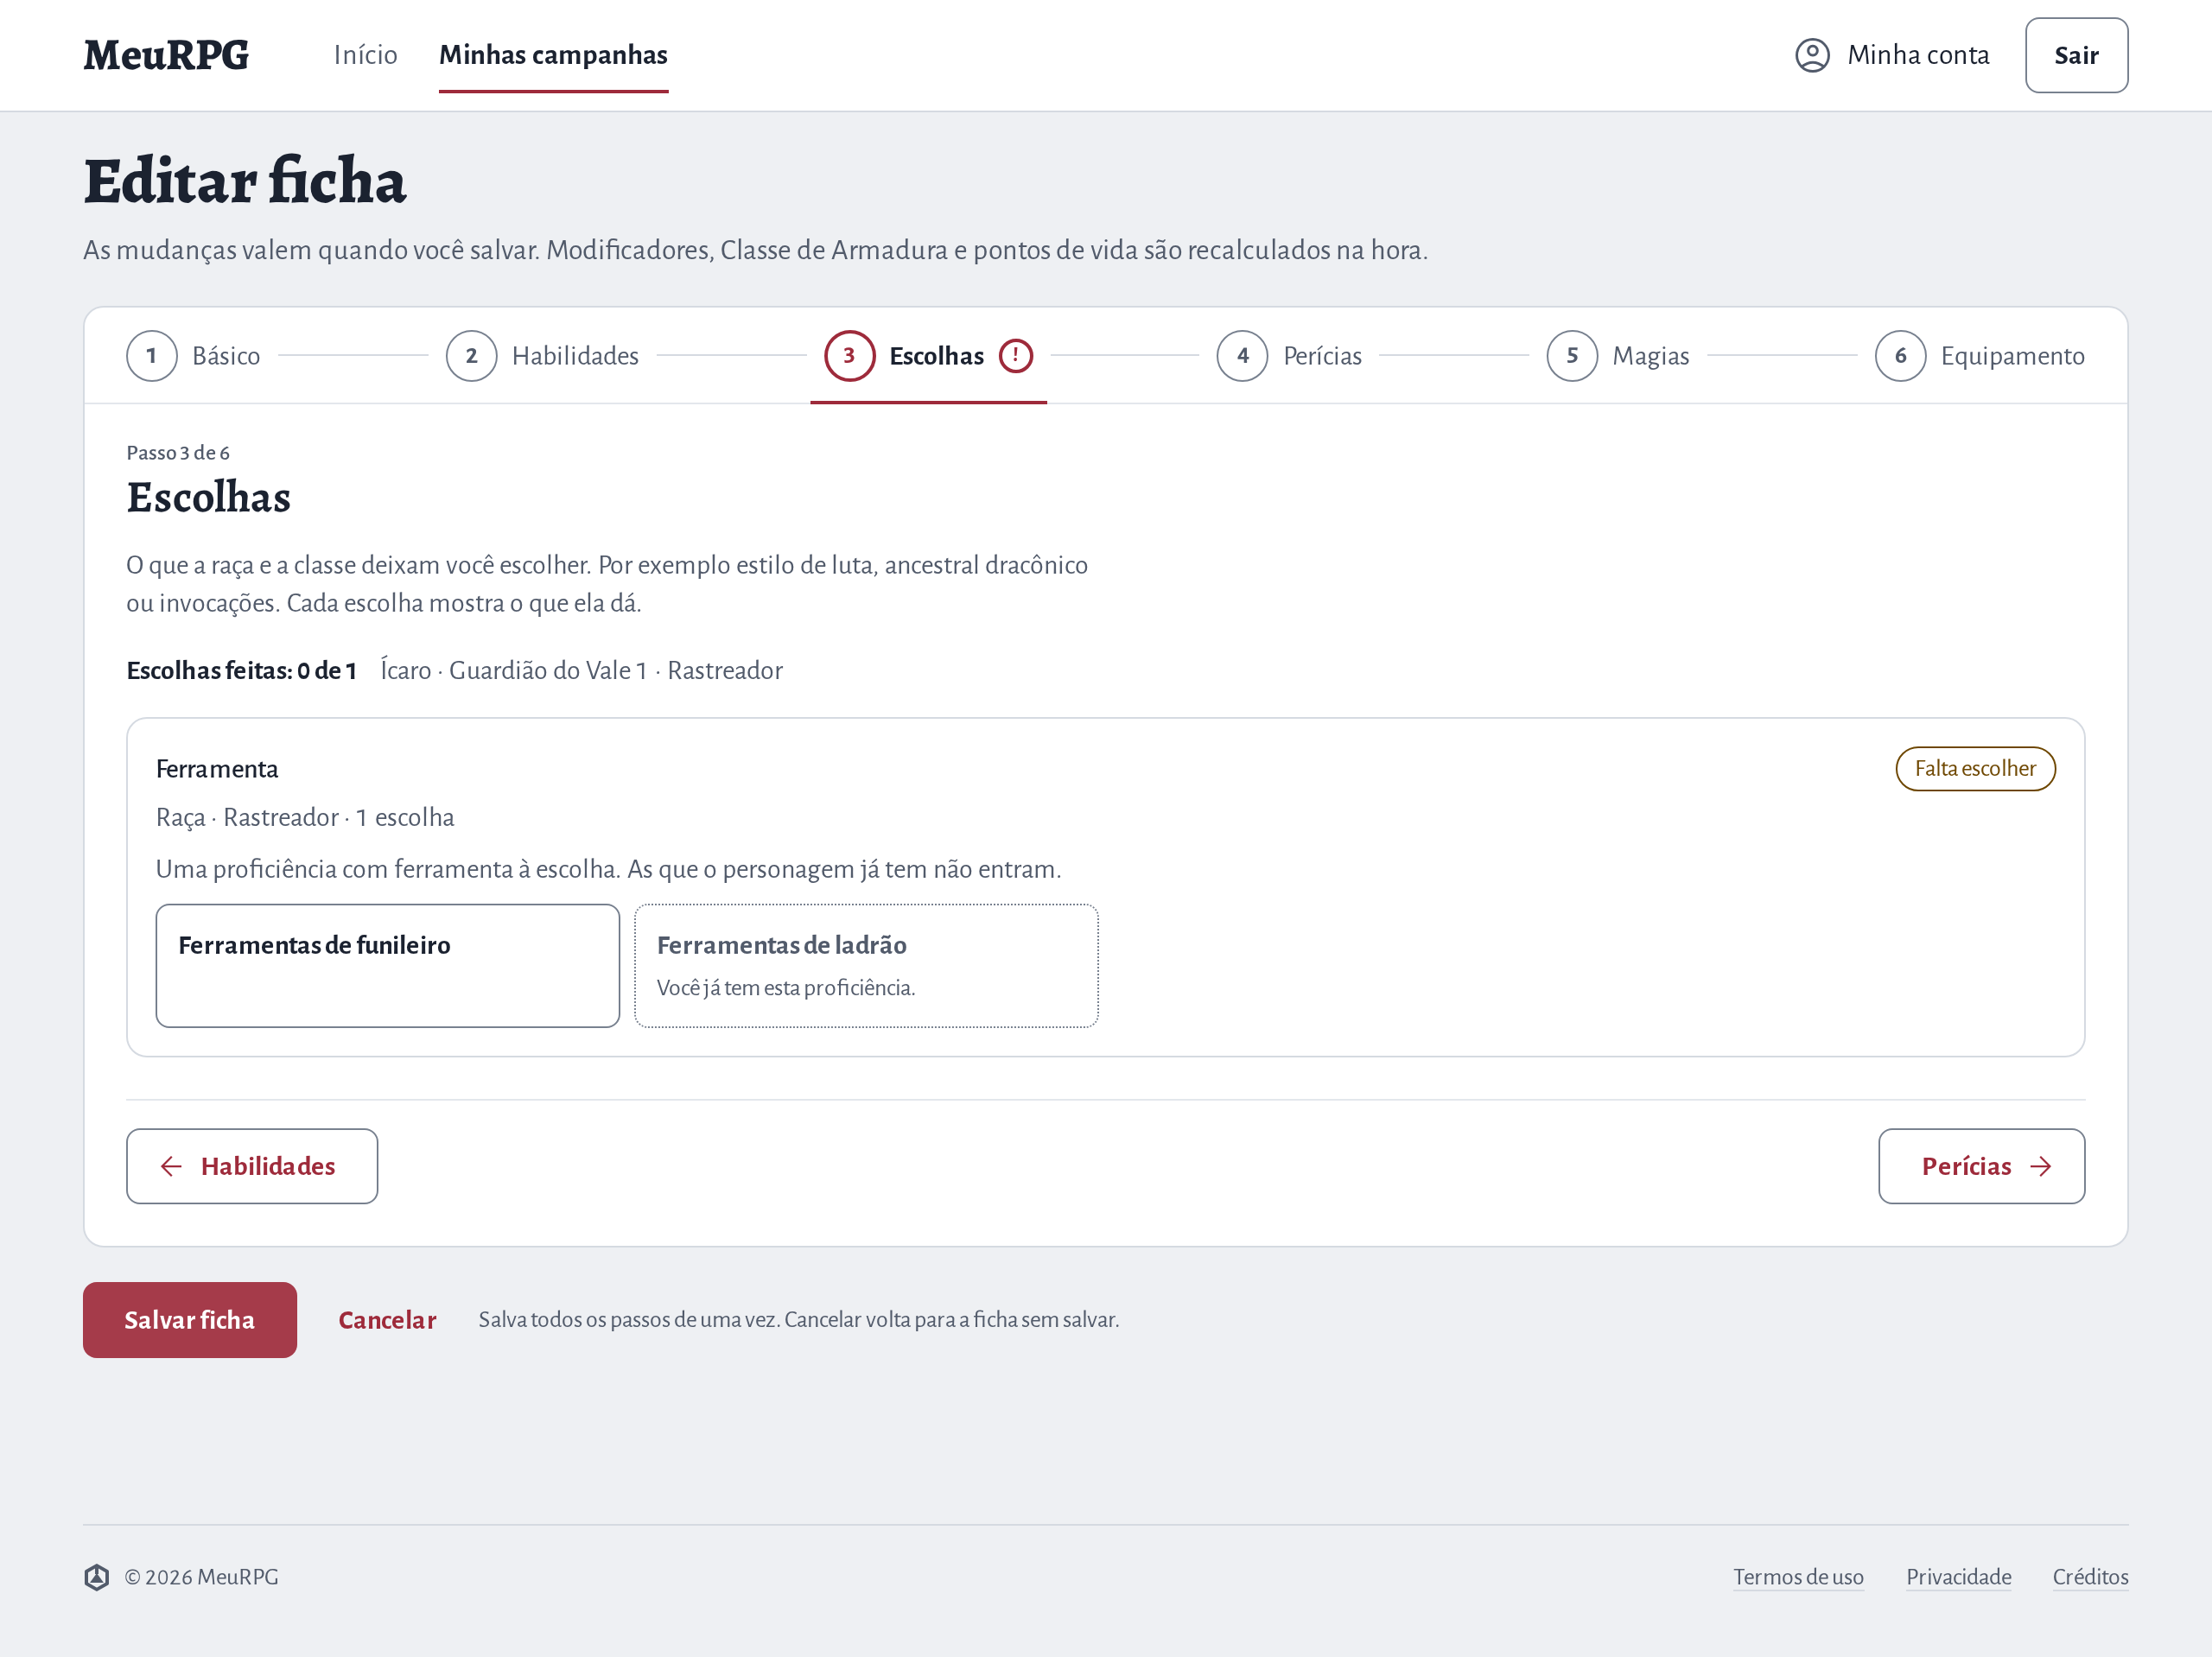 MeuRPG
Início
Minhas campanhas
Minha conta
Sair
Editar ficha
As mudanças valem quando você salvar. Modificadores, Classe de Armadura e pontos de vida são recalculados na hora.
1 Básico
2 Habilidades
3 Escolhas !
4 Perícias
5 Magias
6 Equipamento
Passo 3 de 6
Escolhas
O que a raça e a classe deixam você escolher. Por exemplo estilo de luta, ancestral dracônico
ou invocações. Cada escolha mostra o que ela dá.
Escolhas feitas: 0 de 1 Ícaro · Guardião do Vale 1 · Rastreador
Ferramenta
Falta escolher
Raça · Rastreador · 1 escolha
Uma proficiência com ferramenta à escolha. As que o personagem já tem não entram.
Ferramentas de funileiro
Ferramentas de ladrão
Você já tem esta proficiência.
← Habilidades
Perícias →
Salvar ficha
Cancelar
Salva todos os passos de uma vez. Cancelar volta para a ficha sem salvar.
© 2026 MeuRPG
Termos de uso
Privacidade
Créditos